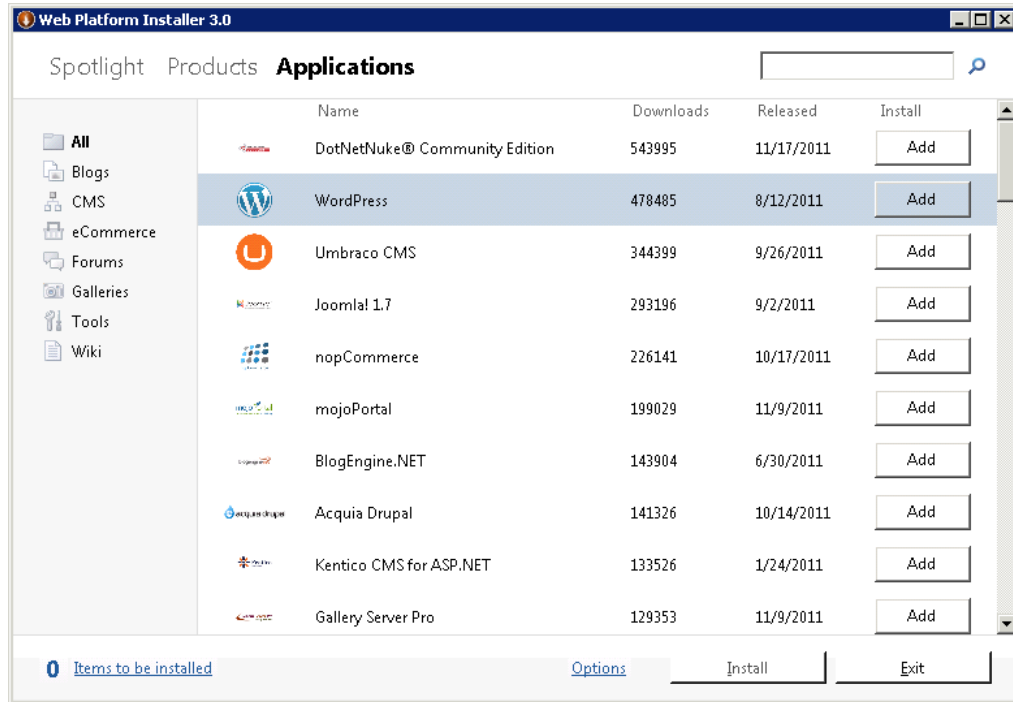 Web Platform Installer 3.0
Spotlight Products Applications
Name Downloads Released Install
All
Blogs
CMS
eCommerce
Forums
Galleries
Tools
Wiki
DotNetNuke® Community Edition 543995 11/17/2011 Add
WordPress 478485 8/12/2011 Add
Umbraco CMS 344399 9/26/2011 Add
Joomla! 1.7 293196 9/2/2011 Add
nopCommerce 226141 10/17/2011 Add
mojoPortal 199029 11/9/2011 Add
BlogEngine.NET 143904 6/30/2011 Add
acquia drupal Acquia Drupal 141326 10/14/2011 Add
Kentico CMS for ASP.NET 133526 1/24/2011 Add
Gallery Server Pro 129353 11/9/2011 Add
0 Items to be installed Options Install Exit